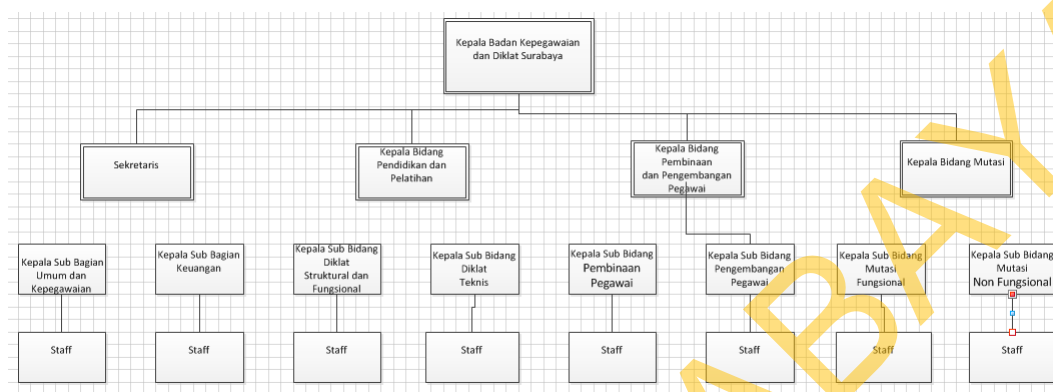 Kepala Badan Kepegawaian
dan Diklat Surabaya
Sekretaris
Kepala Bidang
Pendidikan dan
Pelatihan
Kepala Bidang
Pembinaan
dan Pengembangan
Pegawai
Kepala Bidang Mutasi
Kepala Sub Bagian
Umum dan
Kepegawaian
Kepala Sub Bagian
Keuangan
Kepala Sub Bidang
Diklat
Struktural dan
Fungsional
Kepala Sub Bidang
Diklat
Teknis
Kepala Sub Bidang
Pembinaan
Pegawai
Kepala Sub Bidang
Pengembangan
Pegawai
Kepala Sub Bidang
Mutasi
Fungsional
Kepala Sub Bidang
Mutasi
Non Fungsional
Staff
Staff
Staff
Staff
Staff
Staff
Staff
Staff
ABAY